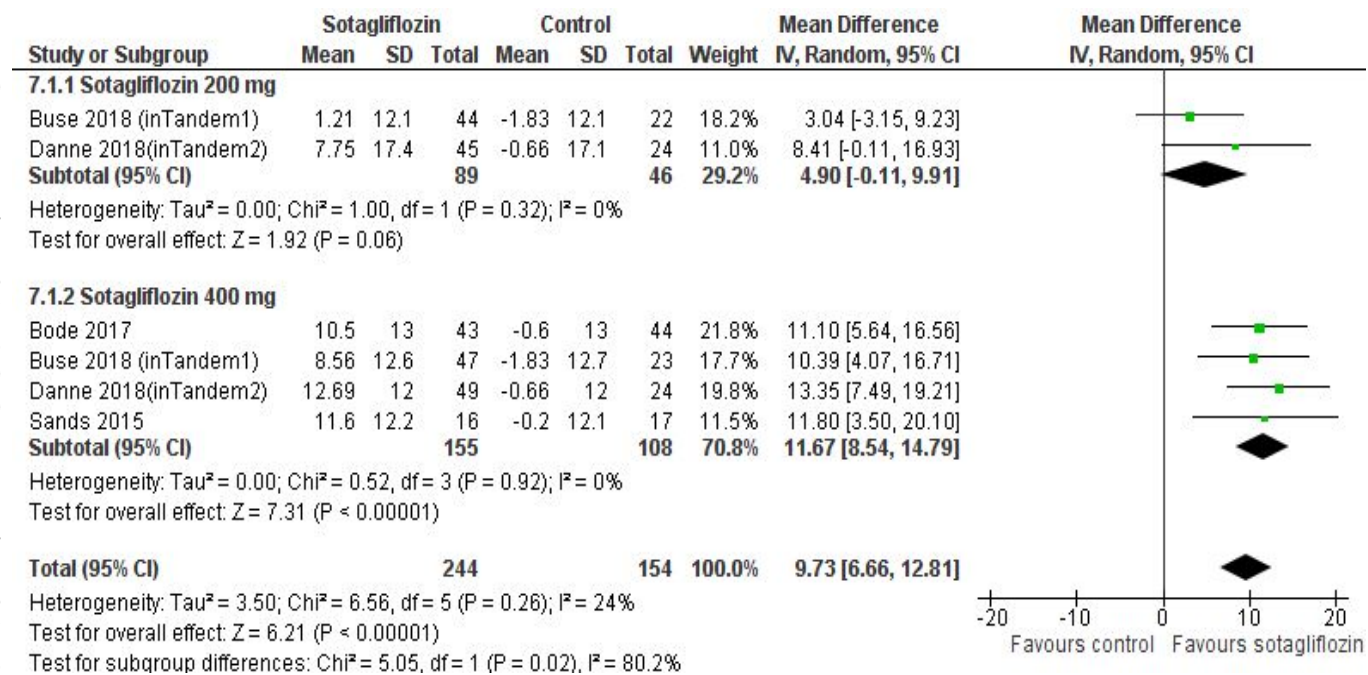 Sotagliflozin Control Mean Difference Mean Difference
Study or Subgroup Mean SD Total Mean SD Total Weight IV, Random, 95% CI IV, Random, 95% CI
7.1.1 Sotagliflozin 200 mg
Buse 2018 (inTandem1) 1.21 12.1 44 -1.83 12.1 22 18.2% 3.04 [-3.15, 9.23]
Danne 2018(inTandem2) 7.75 17.4 45 -0.66 17.1 24 11.0% 8.41 [-0.11, 16.93]
Subtotal (95% CI) 89 46 29.2% 4.90 [-0.11, 9.91]
Heterogeneity: Tau² = 0.00; Chi² = 1.00, df = 1 (P = 0.32); I² = 0%
Test for overall effect: Z = 1.92 (P = 0.06)
7.1.2 Sotagliflozin 400 mg
Bode 2017 10.5 13 43 -0.6 13 44 21.8% 11.10 [5.64, 16.56]
Buse 2018 (inTandem1) 8.56 12.6 47 -1.83 12.7 23 17.7% 10.39 [4.07, 16.71]
Danne 2018(inTandem2) 12.69 12 49 -0.66 12 24 19.8% 13.35 [7.49, 19.21]
Sands 2015 11.6 12.2 16 -0.2 12.1 17 11.5% 11.80 [3.50, 20.10]
Subtotal (95% CI) 155 108 70.8% 11.67 [8.54, 14.79]
Heterogeneity: Tau² = 0.00; Chi² = 0.52, df = 3 (P = 0.92); I² = 0%
Test for overall effect: Z = 7.31 (P < 0.00001)
Total (95% CI) 244 154 100.0% 9.73 [6.66, 12.81]
Heterogeneity: Tau² = 3.50; Chi² = 6.56, df = 5 (P = 0.26); I² = 24%
Test for overall effect: Z = 6.21 (P < 0.00001)
Test for subgroup differences: Chi² = 5.05, df = 1 (P = 0.02), I² = 80.2%
-20 -10 0 10 20
Favours control Favours sotagliflozin